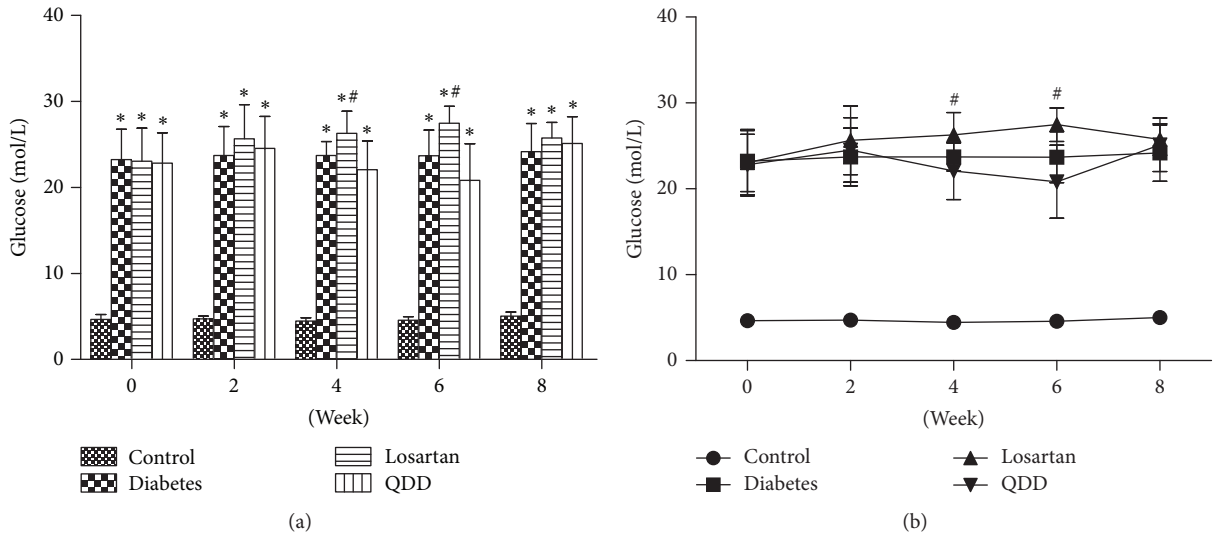 40
30
20
10
0
Glucose (mol/L)
* * *
* * *
* *# *
* *# *
* * *
0 2 4 6 8
(Week)
Control
Diabetes
Losartan
QDD
(a)
40
30
20
10
0
Glucose (mol/L)
# #
0 2 4 6 8
(Week)
Control
Diabetes
Losartan
QDD
(b)